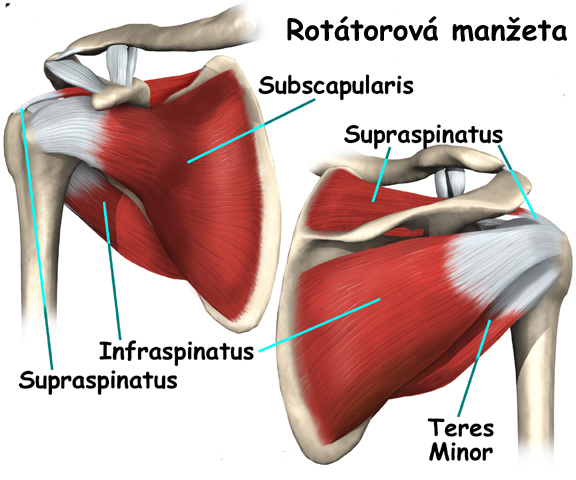 Rotátorová manžeta
Subscapularis
Supraspinatus
Infraspinatus
Supraspinatus
Teres
Minor